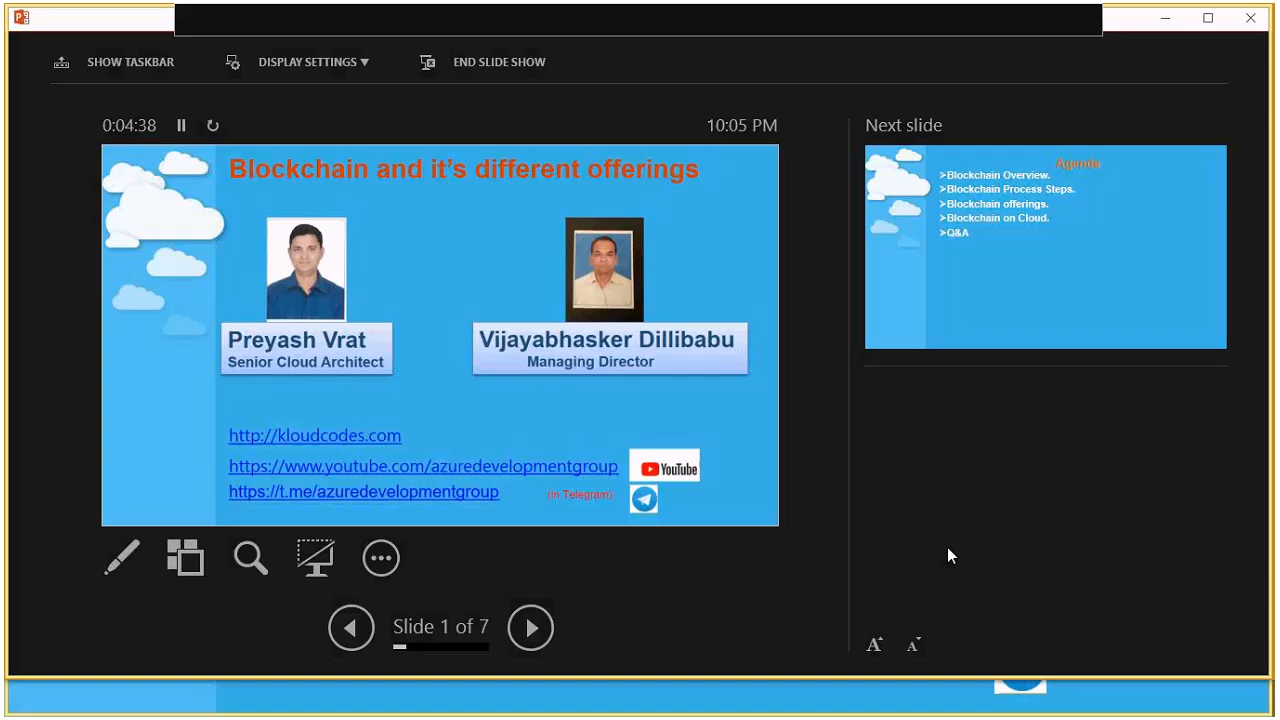 SHOW TASKBAR
DISPLAY SETTINGS ▼
END SLIDE SHOW
0:04:38
10:05 PM
Blockchain and it's different offerings
Preyash Vrat
Senior Cloud Architect
Vijayabhasker Dillibabu
Managing Director
http://kloudcodes.com
https://www.youtube.com/azuredevelopmentgroup
YouTube
https://t.me/azuredevelopmentgroup
(In Telegram)
Slide 1 of 7
Next slide
Agenda
➢Blockchain Overview.
➢Blockchain Process Steps.
➢Blockchain offerings.
➢Blockchain on Cloud.
➢Q&A
A A